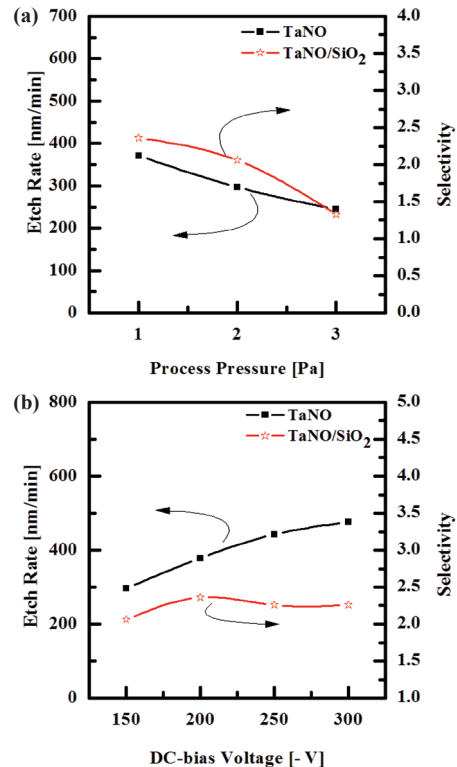 (a)
700
600
500
400
300
200
100
0
Etch Rate [nm/min]
TaNO
TaNO/SiO₂
4.0
3.5
3.0
2.5
2.0
1.5
1.0
0.5
0.0
Selectivity
1 2 3
Process Pressure [Pa]
(b)
800
600
400
200
0
Etch Rate [nm/min]
TaNO
TaNO/SiO₂
5.0
4.5
4.0
3.5
3.0
2.5
2.0
1.5
1.0
Selectivity
150 200 250 300
DC-bias Voltage [- V]